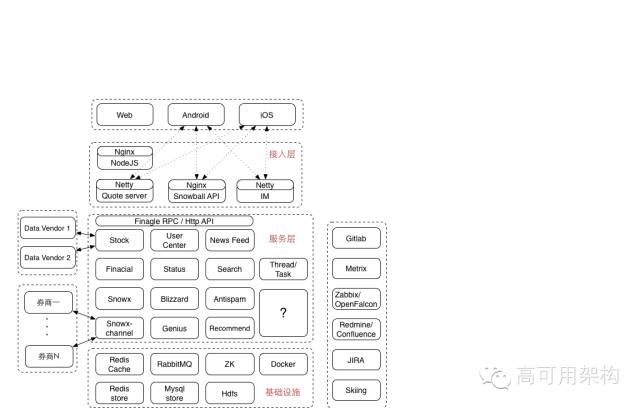 Web
Android
iOS
Nginx
NodeJS
接入层
Netty
Quote server
Nginx
Snowball API
Netty
IM
Finagle RPC / Http API
Data Vendor 1
Data Vendor 2
Stock
User
Center
News Feed
服务层
Finacial
Status
Search
Thread/
Task
券商一
券商N
Snowx
Blizzard
Antispam
?
Snowx-
channel
Genius
Recommend
Redis
Cache
RabbitMQ
ZK
Docker
Redis
store
Mysql
store
Hdfs
基础设施
Gitlab
Metrix
Zabbix/
OpenFalcon
Redmine/
Confluence
JIRA
Skiing
高可用架构